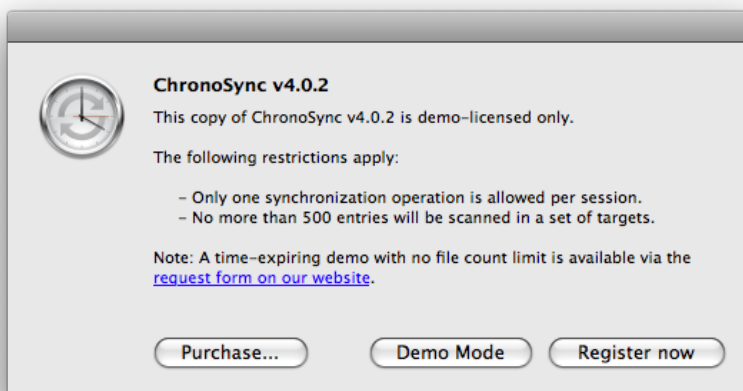 ChronoSync v4.0.2
This copy of ChronoSync v4.0.2 is demo-licensed only.
The following restrictions apply:
– Only one synchronization operation is allowed per session.
– No more than 500 entries will be scanned in a set of targets.
Note: A time-expiring demo with no file count limit is available via the
request form on our website.
Purchase... Demo Mode Register now